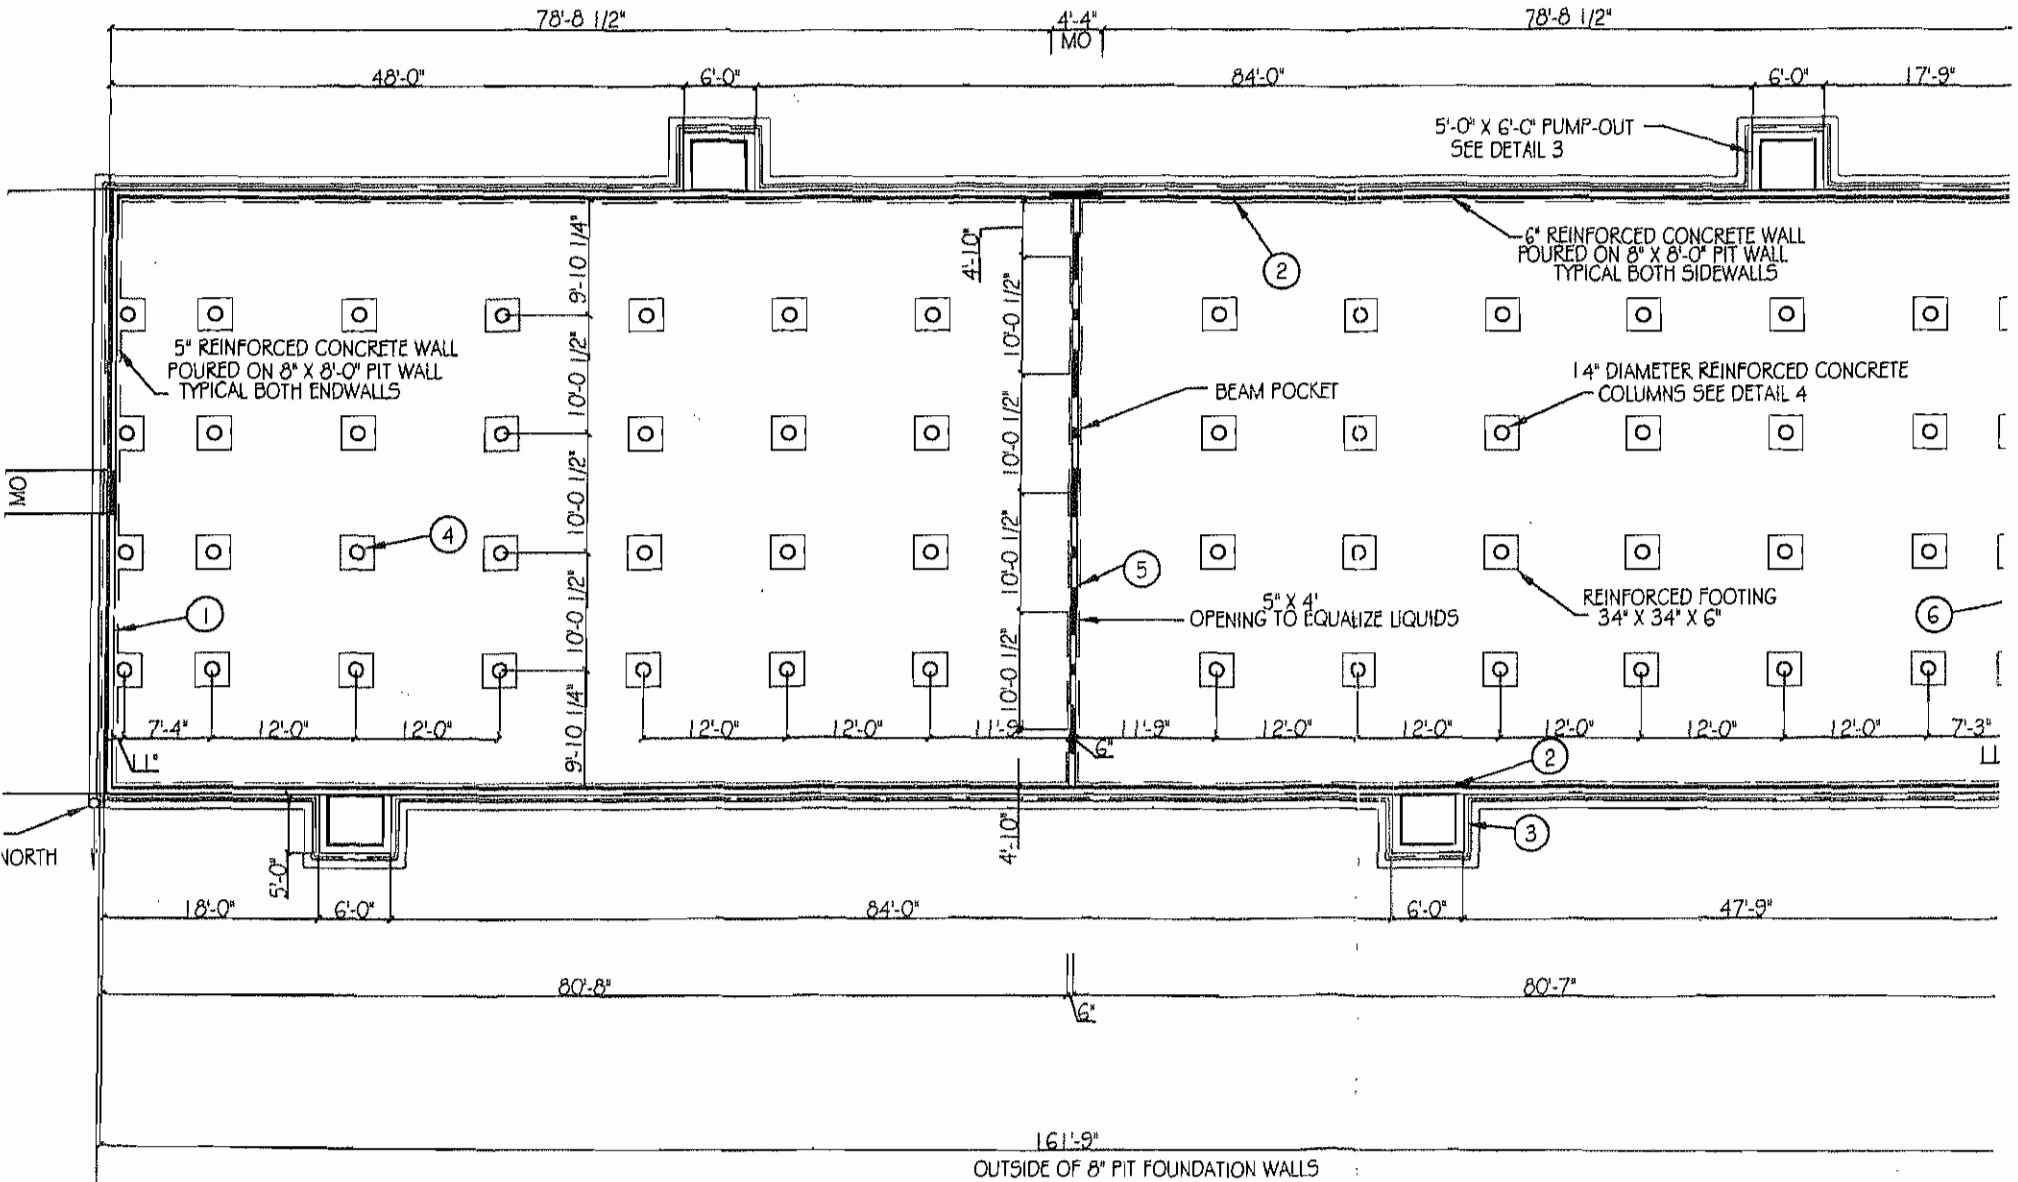 78'-8 1/2"
4'-4"
78'-8 1/2"
MO
48'-0"
6'-0"
84'-0"
6'-0"
17'-9"
5'-0" X 6'-0" PUMP-OUT
SEE DETAIL 3
6" REINFORCED CONCRETE WALL
POURED ON 8" X 8'-0" PIT WALL
TYPICAL BOTH SIDEWALLS
2
9'-10 1/4"
4'-10"
10'-0 1/2"
10'-0 1/2"
5" REINFORCED CONCRETE WALL
POURED ON 8" X 8'-0" PIT WALL
TYPICAL BOTH ENDWALLS
14" DIAMETER REINFORCED CONCRETE
COLUMNS SEE DETAIL 4
BEAM POCKET
10'-0 1/2"
10'-0 1/2"
MO
4
5
10'-0 1/2"
10'-0 1/2"
5" X 4'
OPENING TO EQUALIZE LIQUIDS
REINFORCED FOOTING
34" X 34" X 6"
6
1
10'-0 1/2"
9'-10 1/4"
7'-4"
12'-0"
12'-0"
12'-0"
12'-0"
11'-9"
11'-9"
12'-0"
12'-0"
12'-0"
12'-0"
12'-0"
7'-3"
11"
6"
2
4'-10"
3
NORTH
5'-0"
18'-0"
6'-0"
84'-0"
6'-0"
47'-9"
80'-8"
80'-7"
6"
161'-9"
OUTSIDE OF 8" PIT FOUNDATION WALLS